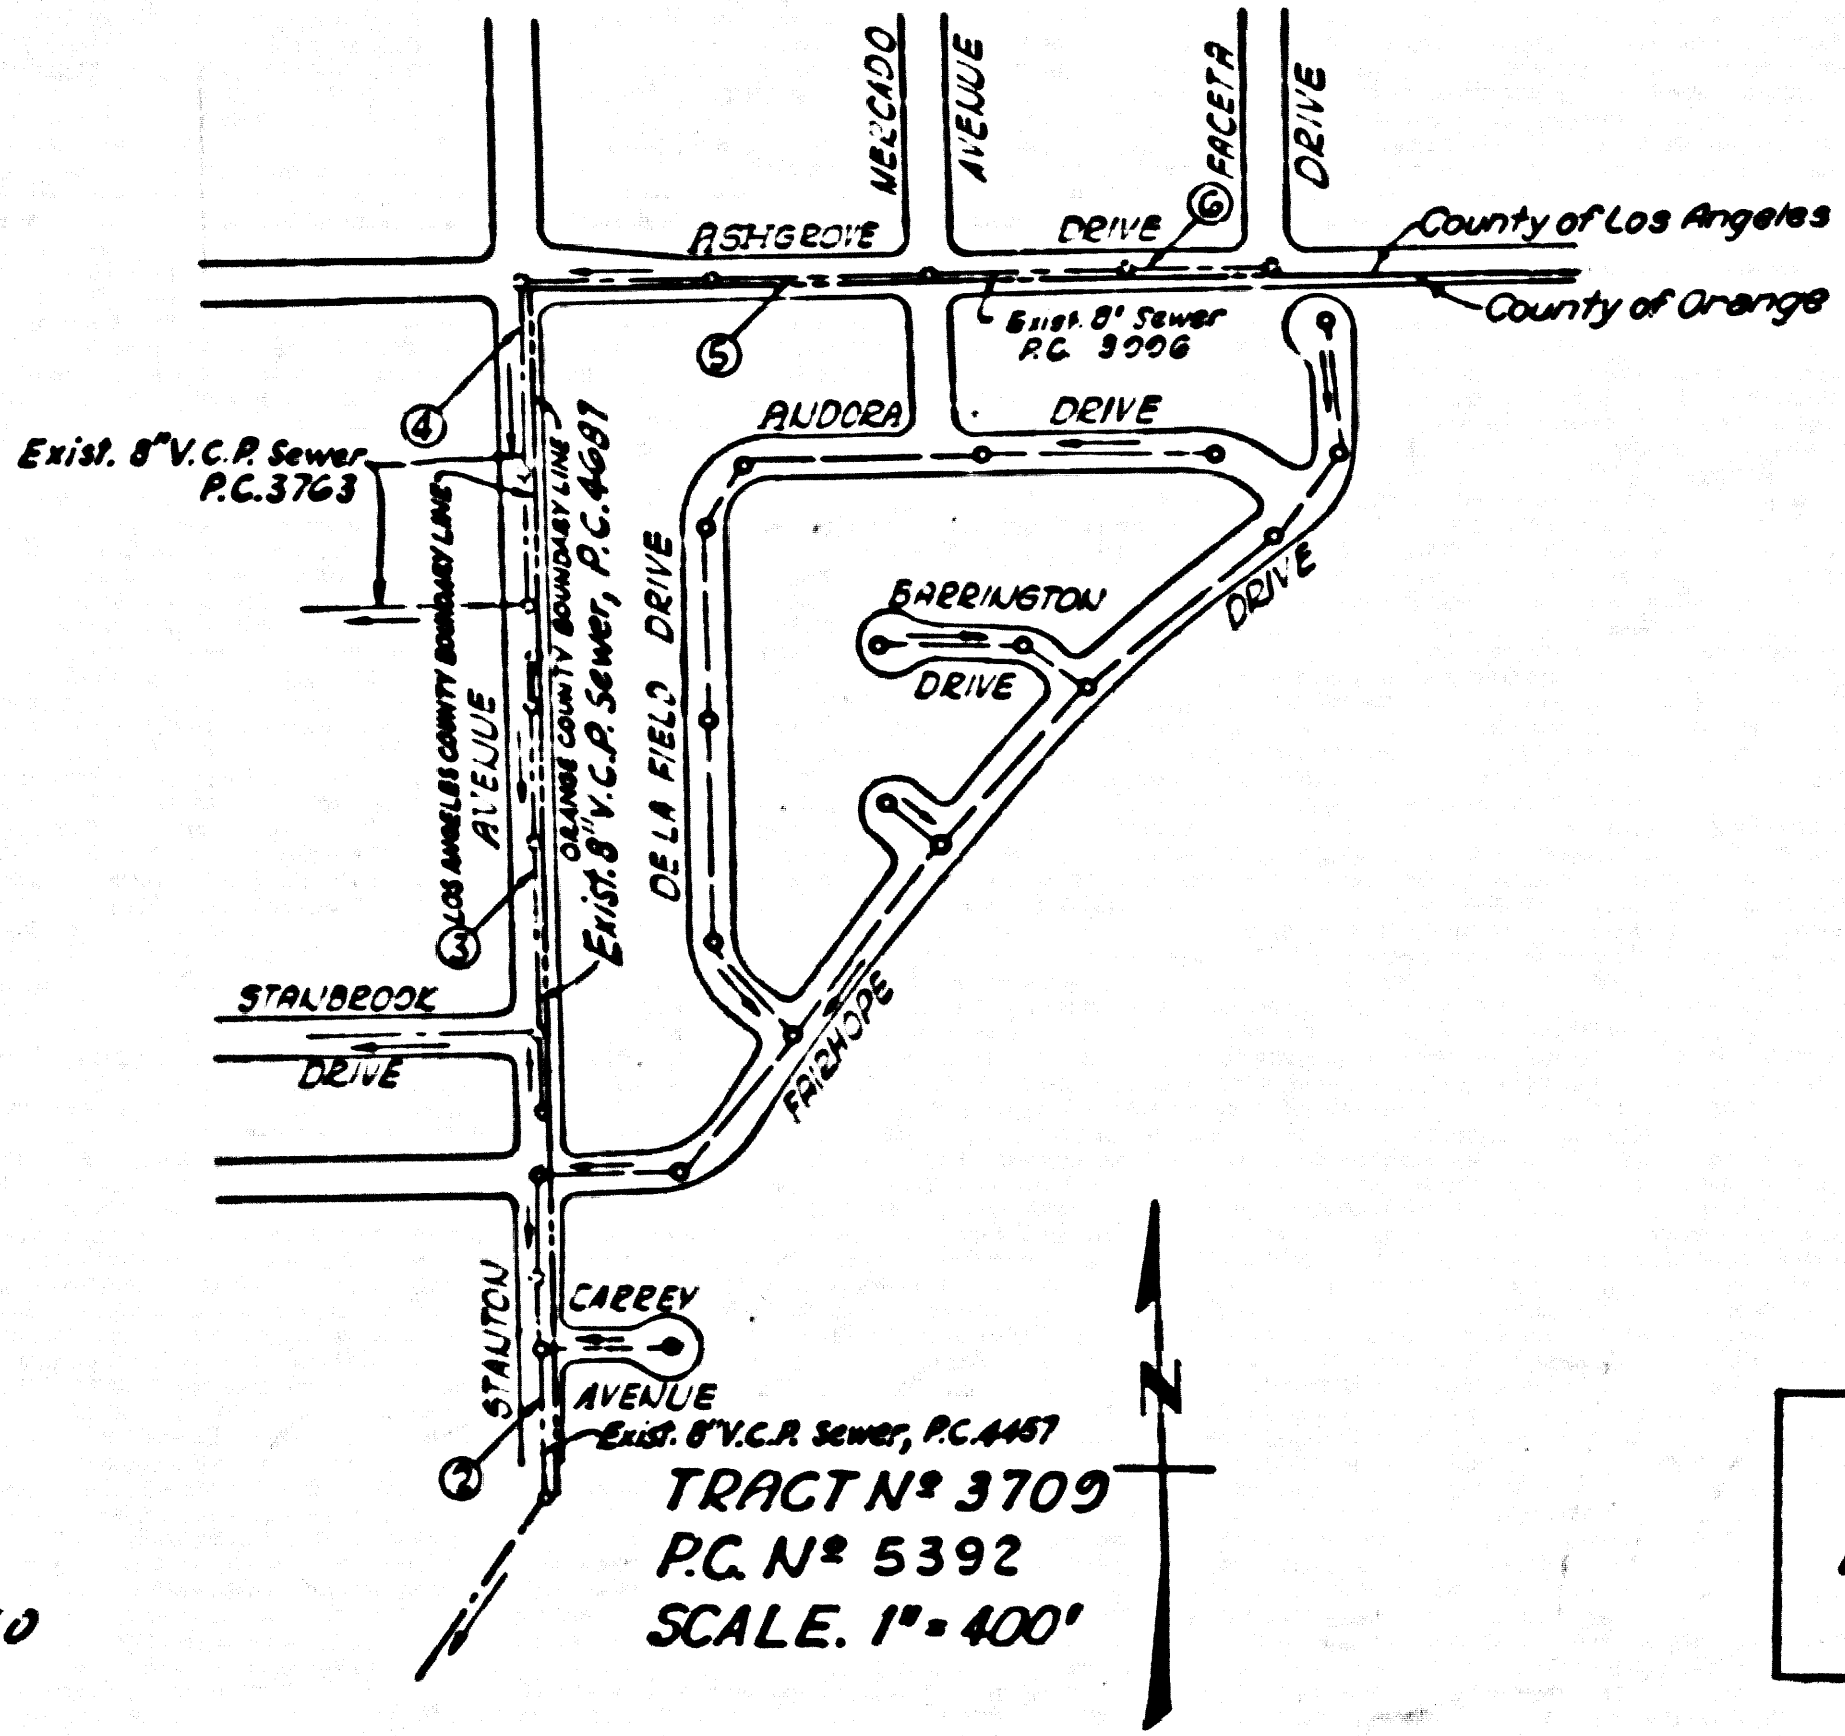 NERCADO
AVENUE
FACETA
DRIVE
ASHGROVE
DRIVE
6
County of Los Angeles
County of Orange
Exist. 8" Sewer
P.C.
5
4
Exist. 8" V.C.P. Sewer
P.C. 3763
ANDORA
DRIVE
LOS ANGELES COUNTY BOUNDARY LINE
AVENUE
ORANGE COUNTY BOUNDARY LINE
Exist. 8" V.C.P. Sewer, P.C. 4687
DE LA FIELD DRIVE
BARRINGTON
DRIVE
DRIVE
3
STANBROOK
DRIVE
FAIRHOPE
STANTON
CARREY
AVENUE
2
Exist. 8" V.C.P. Sewer, P.C. 4457
N
TRACT Nº 3709
P.C. Nº 5392
SCALE. 1" = 400'